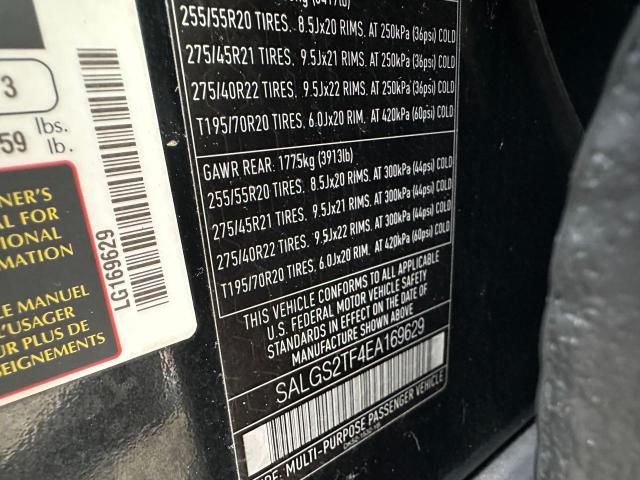 255/55R20 TIRES. 8.5Jx20 RIMS. AT 250kPa (36psi) COLD
275/45R21 TIRES. 9.5Jx21 RIMS. AT 250kPa (36psi) COLD
275/40R22 TIRES. 9.5Jx22 RIMS. AT 250kPa (36psi) COLD
T195/70R20 TIRES. 6.0Jx20 RIM. AT 420kPa (60psi) COLD
GAWR REAR: 1775kg (3913lb)
255/55R20 TIRES. 8.5Jx20 RIMS. AT 300kPa (44psi) COLD
275/45R21 TIRES. 9.5Jx21 RIMS. AT 300kPa (44psi) COLD
275/40R22 TIRES. 9.5Jx22 RIMS. AT 300kPa (44psi) COLD
T195/70R20 TIRES. 6.0Jx20 RIM. AT 420kPa (60psi) COLD
THIS VEHICLE CONFORMS TO ALL APPLICABLE
U.S. FEDERAL MOTOR VEHICLE SAFETY
STANDARDS IN EFFECT ON THE DATE OF
MANUFACTURE SHOWN ABOVE
SALGS2TF4EA169629
TYPE: MULTI-PURPOSE PASSENGER VEHICLE
3
lbs.
59 lb.
NER'S
AL FOR
TIONAL
MATION
LE MANUEL
L'USAGER
UR PLUS DE
SEIGNEMENTS
LG169629